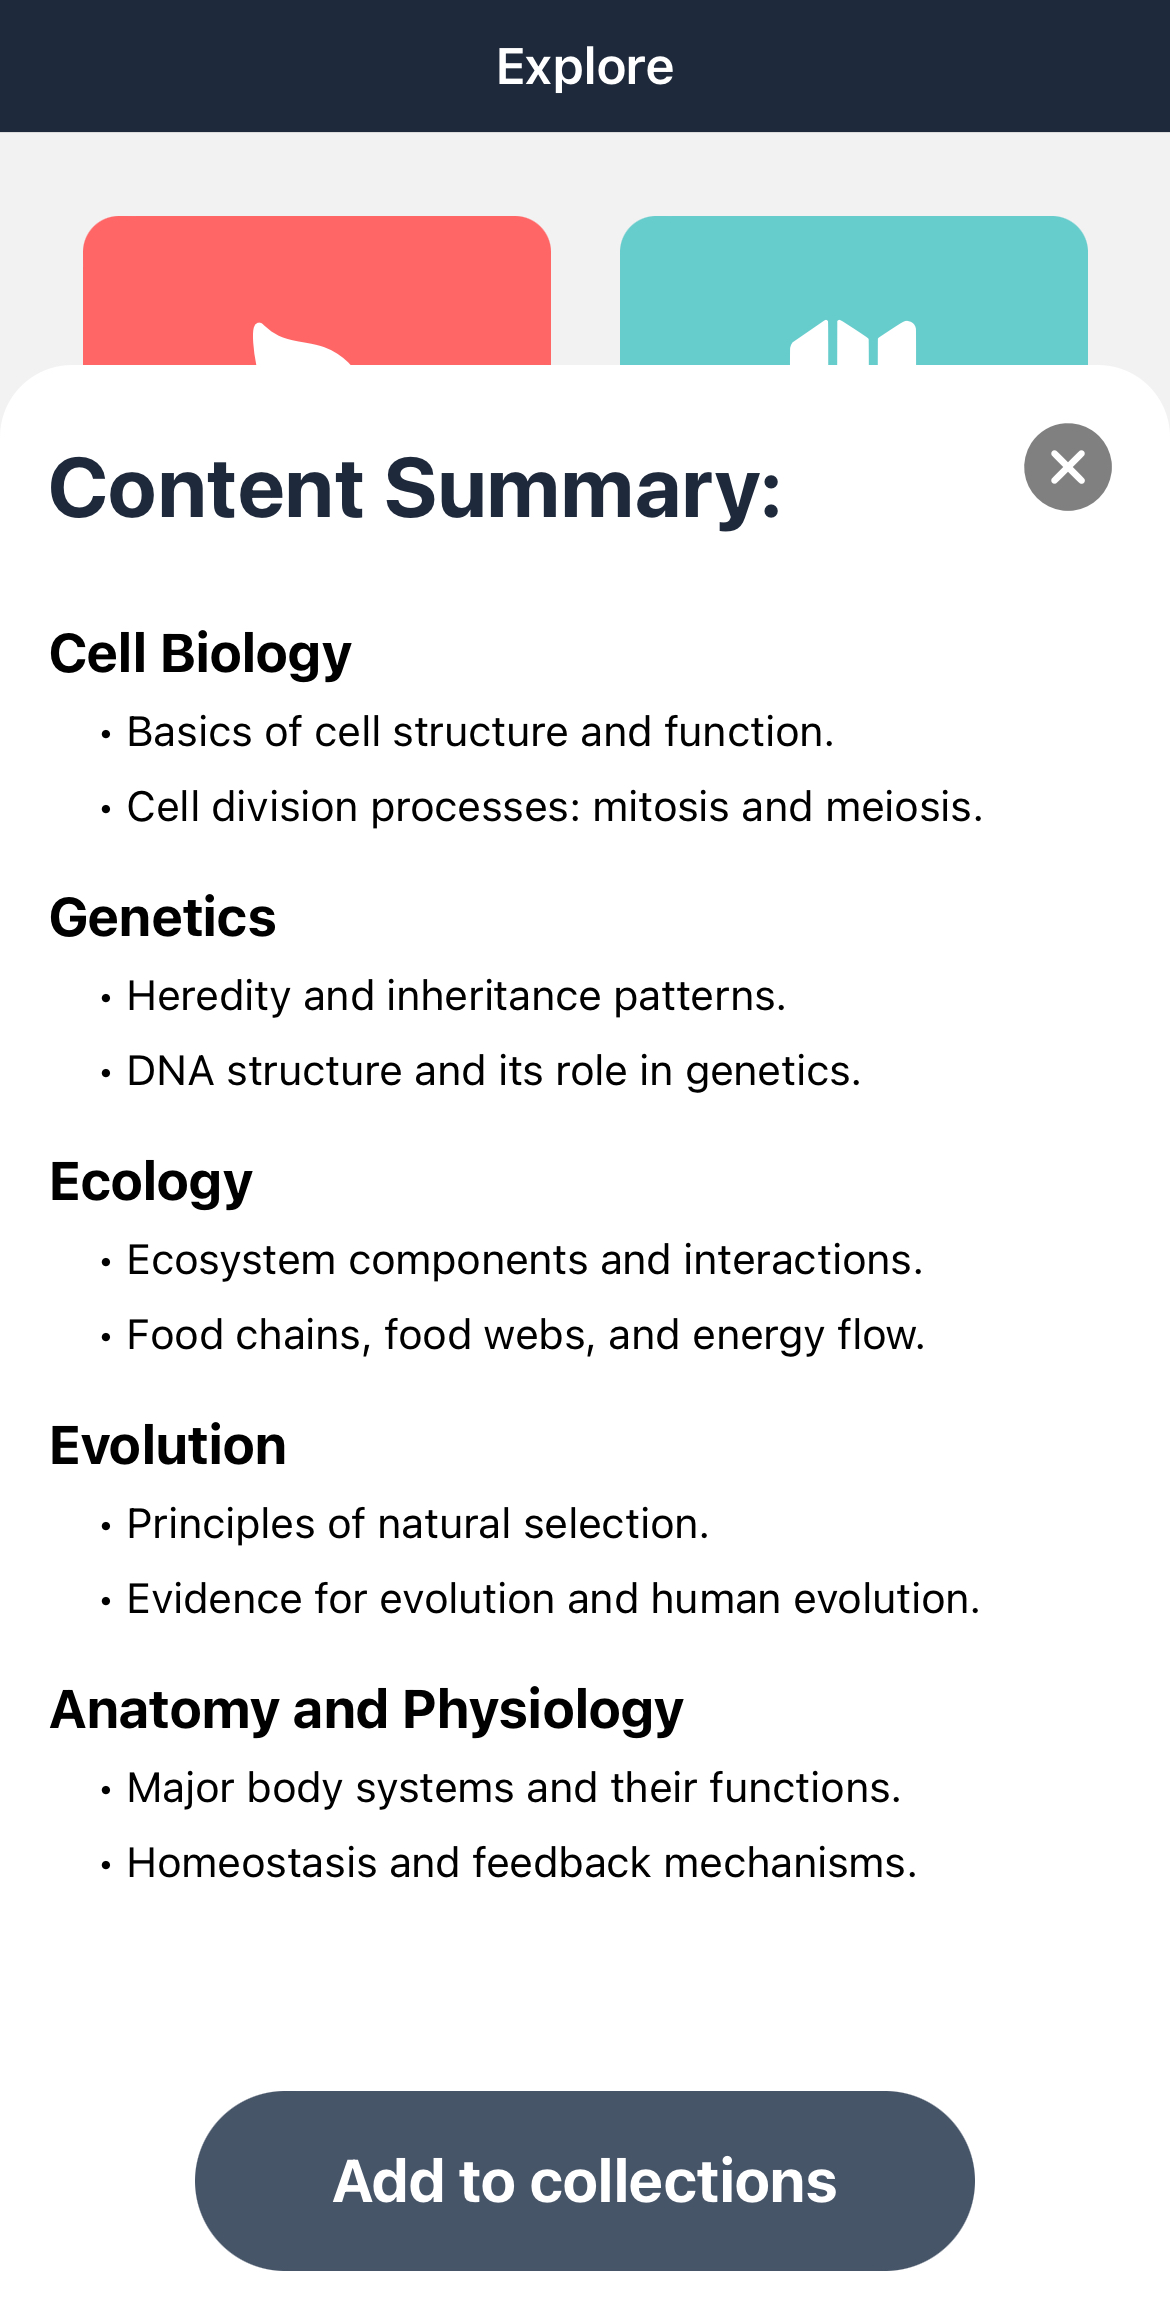 Explore
Content Summary:
Cell Biology
• Basics of cell structure and function.
• Cell division processes: mitosis and meiosis.
Genetics
• Heredity and inheritance patterns.
• DNA structure and its role in genetics.
Ecology
• Ecosystem components and interactions.
• Food chains, food webs, and energy flow.
Evolution
• Principles of natural selection.
• Evidence for evolution and human evolution.
Anatomy and Physiology
• Major body systems and their functions.
• Homeostasis and feedback mechanisms.
Add to collections